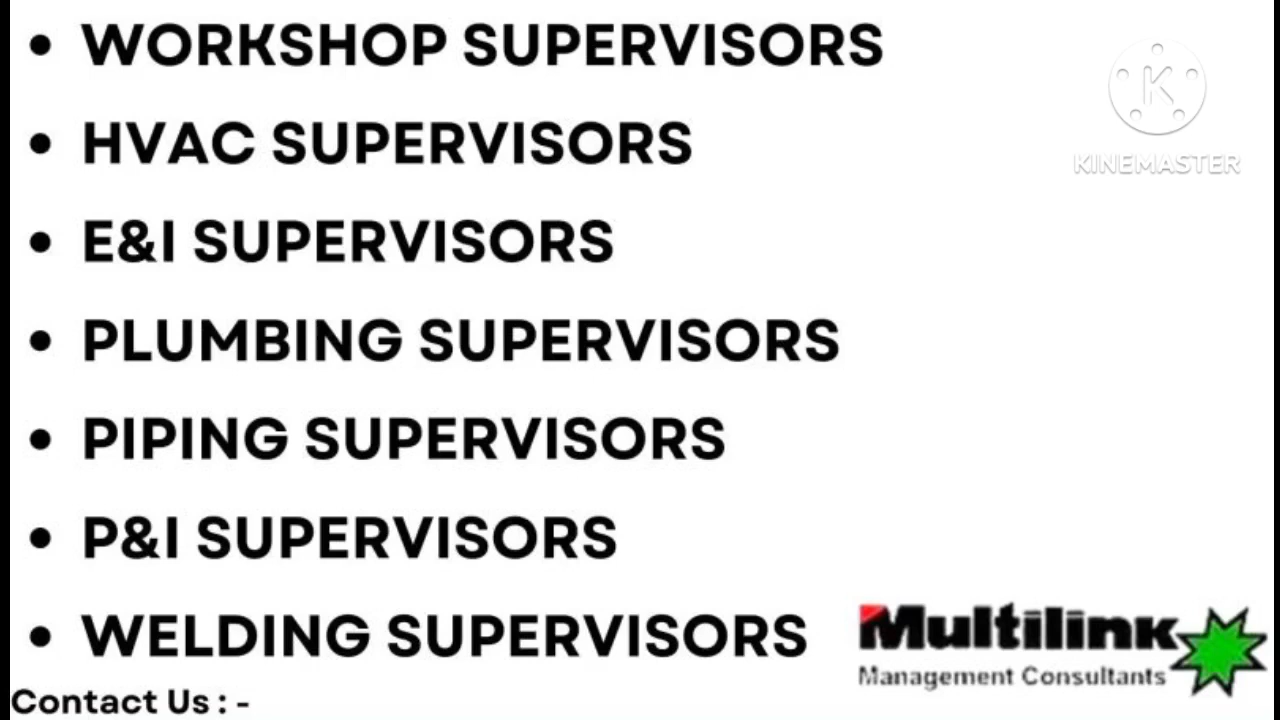 • WORKSHOP SUPERVISORS
• HVAC SUPERVISORS
• E&I SUPERVISORS
• PLUMBING SUPERVISORS
• PIPING SUPERVISORS
• P&I SUPERVISORS
• WELDING SUPERVISORS
Contact Us : -
K
KINEMASTER
Multilink
Management Consultants